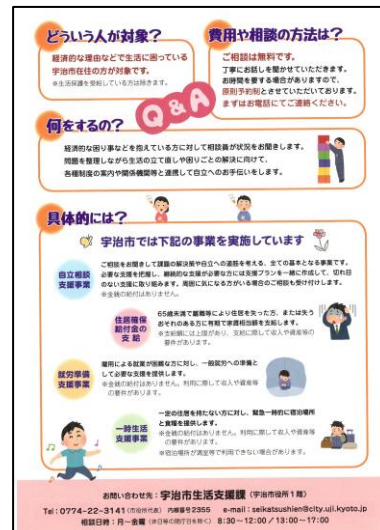 どういう人が対象？
経済的な理由などで生活に困っている
宇治市在住の方が対象です。
※生活保護を受給している方は除きます。
費用や相談の方法は？
ご相談は無料です。
丁寧にお話しを聞かせていただきます。
お時間を要する場合がありますので、
原則予約制とさせていただいております。
まずはお電話にてご連絡ください。
Q&A
何をするの？
経済的な困り事などを抱えている方に対して相談員が状況をお聞きします。
問題を整理しながら生活の立て直しや困りごとの解決に向けて、
各種制度の案内や関係機関等と連携して自立へのお手伝いをします。
具体的には？
宇治市では下記の事業を実施しています
自立相談
支援事業
ご相談をお聞きして課題の解決策や自立への道筋を考える、全ての基本となる事業です。
必要な支援を把握し、継続的な支援が必要な方には支援プランを一緒に作成して、切れ目
のない支援に取り組みます。周囲に気になる方がいる場合のご相談も受け付けします。
※金銭の給付はありません。
住居確保
給付金の
支給
65歳未満で離職等により住居を失った方、または失う
おそれのある方に有期で家賃相当額を支給します。
※支給額には上限があり、支給に際して収入や資産等の
要件があります。
就労準備
支援事業
雇用による就業が困難な方に対し、一般就労への準備と
して必要な支援を提供します。
※金銭の給付はありません。利用に際して収入や資産等
の要件があります。
一時生活
支援事業
一定の住居を持たない方に対し、緊急一時的に宿泊場所
と食糧を提供します。
※金銭の給付はありません。利用に際して収入や資産等の
要件があります。
※宿泊場所が満室等で利用できない場合があります。
お問い合わせ先：宇治市生活支援課（宇治市役所1階）
Tel：0774-22-3141（市役所代表） 内線番号2355 e-mail：seikatsushien@city.uji.kyoto.jp
相談日時：月～金曜（休日等の閉庁日を除く） 8：30～12：00／13：00～17：00